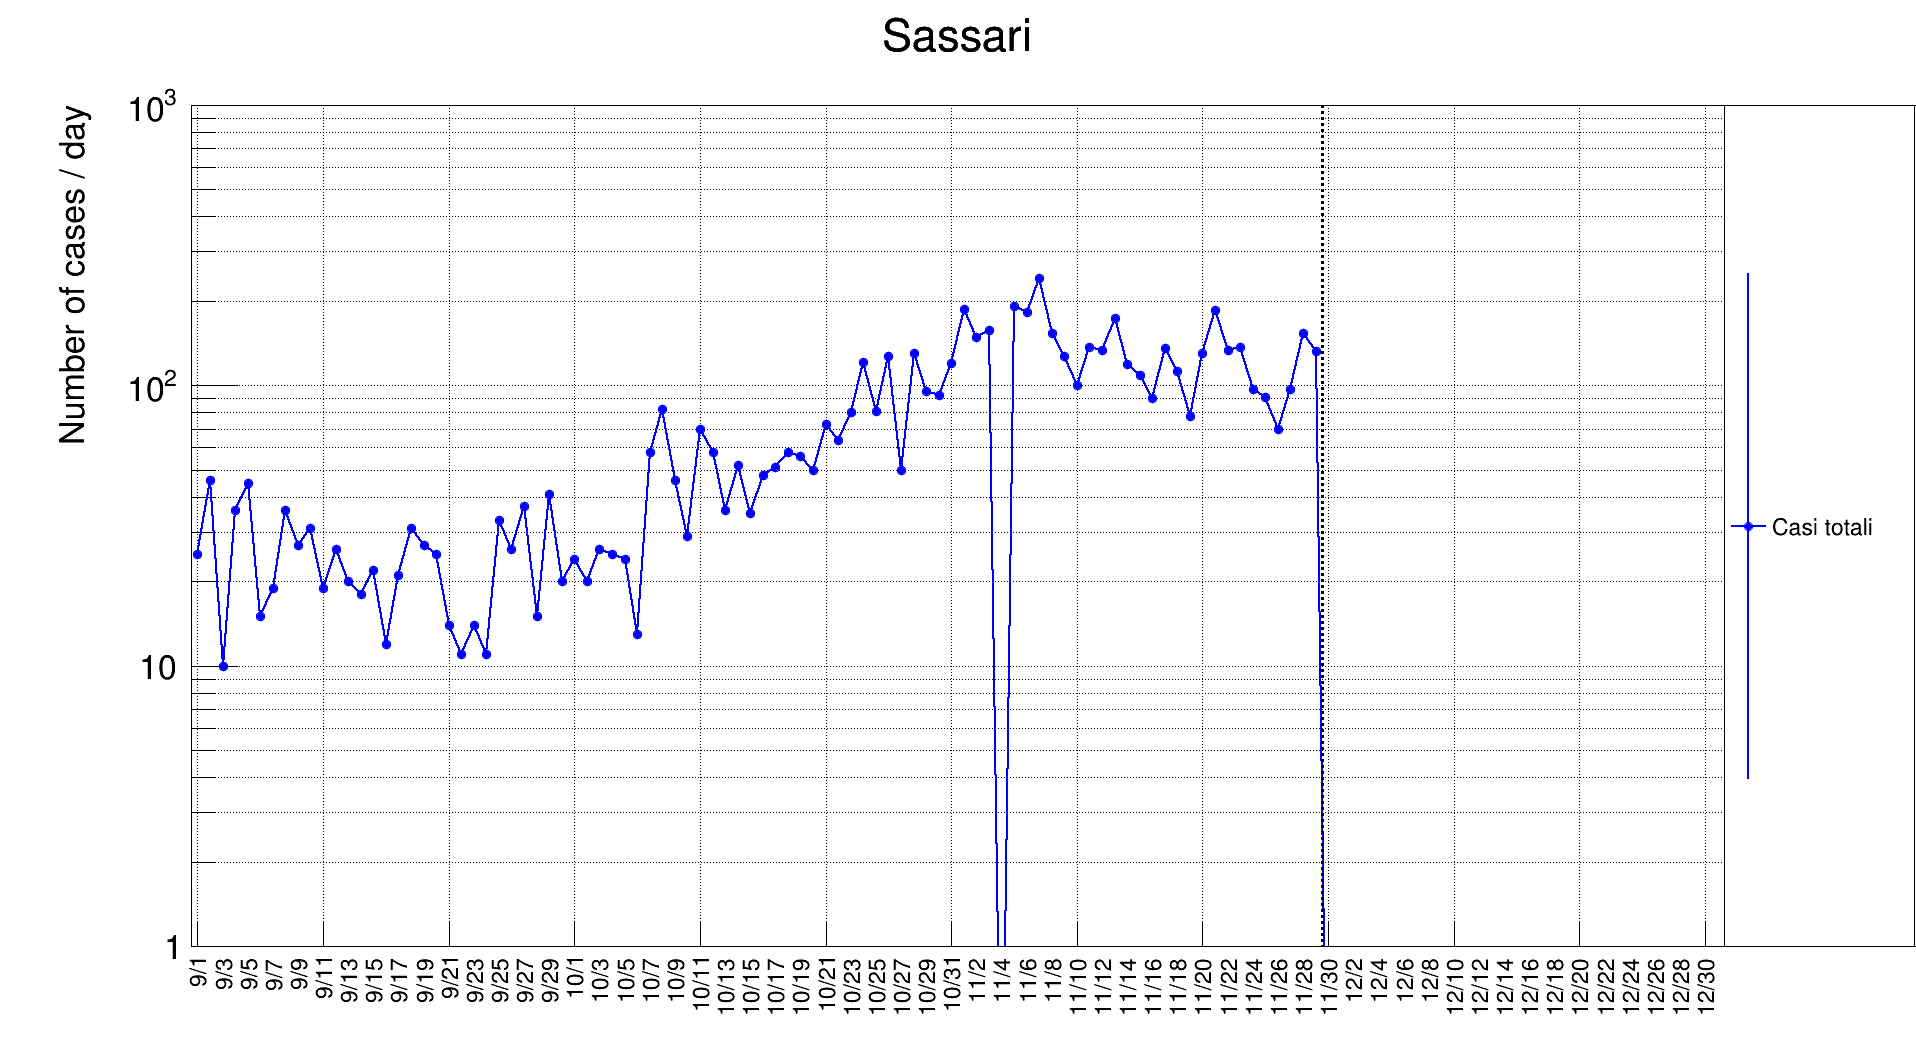 Sassari
Number of cases / day
10³
10²
10
1
9/1 9/3 9/5 9/7 9/9 9/11 9/13 9/15 9/17 9/19 9/21 9/23 9/25 9/27 9/29 10/1 10/3 10/5 10/7 10/9 10/11 10/13 10/15 10/17 10/19 10/21 10/23 10/25 10/27 10/29 10/31 11/2 11/4 11/6 11/8 11/10 11/12 11/14 11/16 11/18 11/20 11/22 11/24 11/26 11/28 11/30 12/2 12/4 12/6 12/8 12/10 12/12 12/14 12/16 12/18 12/20 12/22 12/24 12/26 12/28 12/30
Casi totali